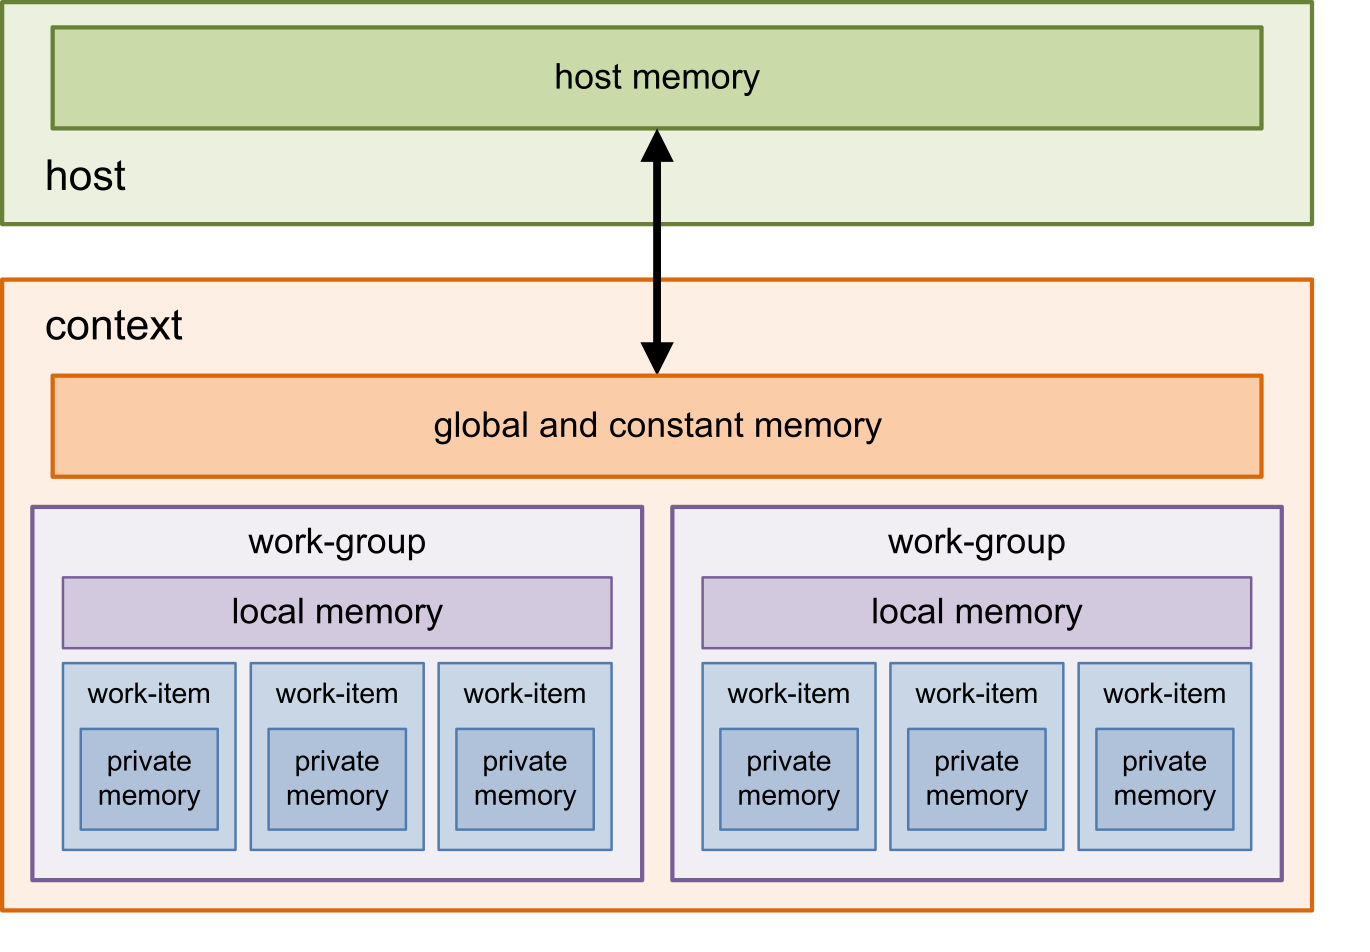 host memory
host
context
global and constant memory
work-group
local memory
work-item
private
memory
work-item
private
memory
work-item
private
memory
work-group
local memory
work-item
private
memory
work-item
private
memory
work-item
private
memory